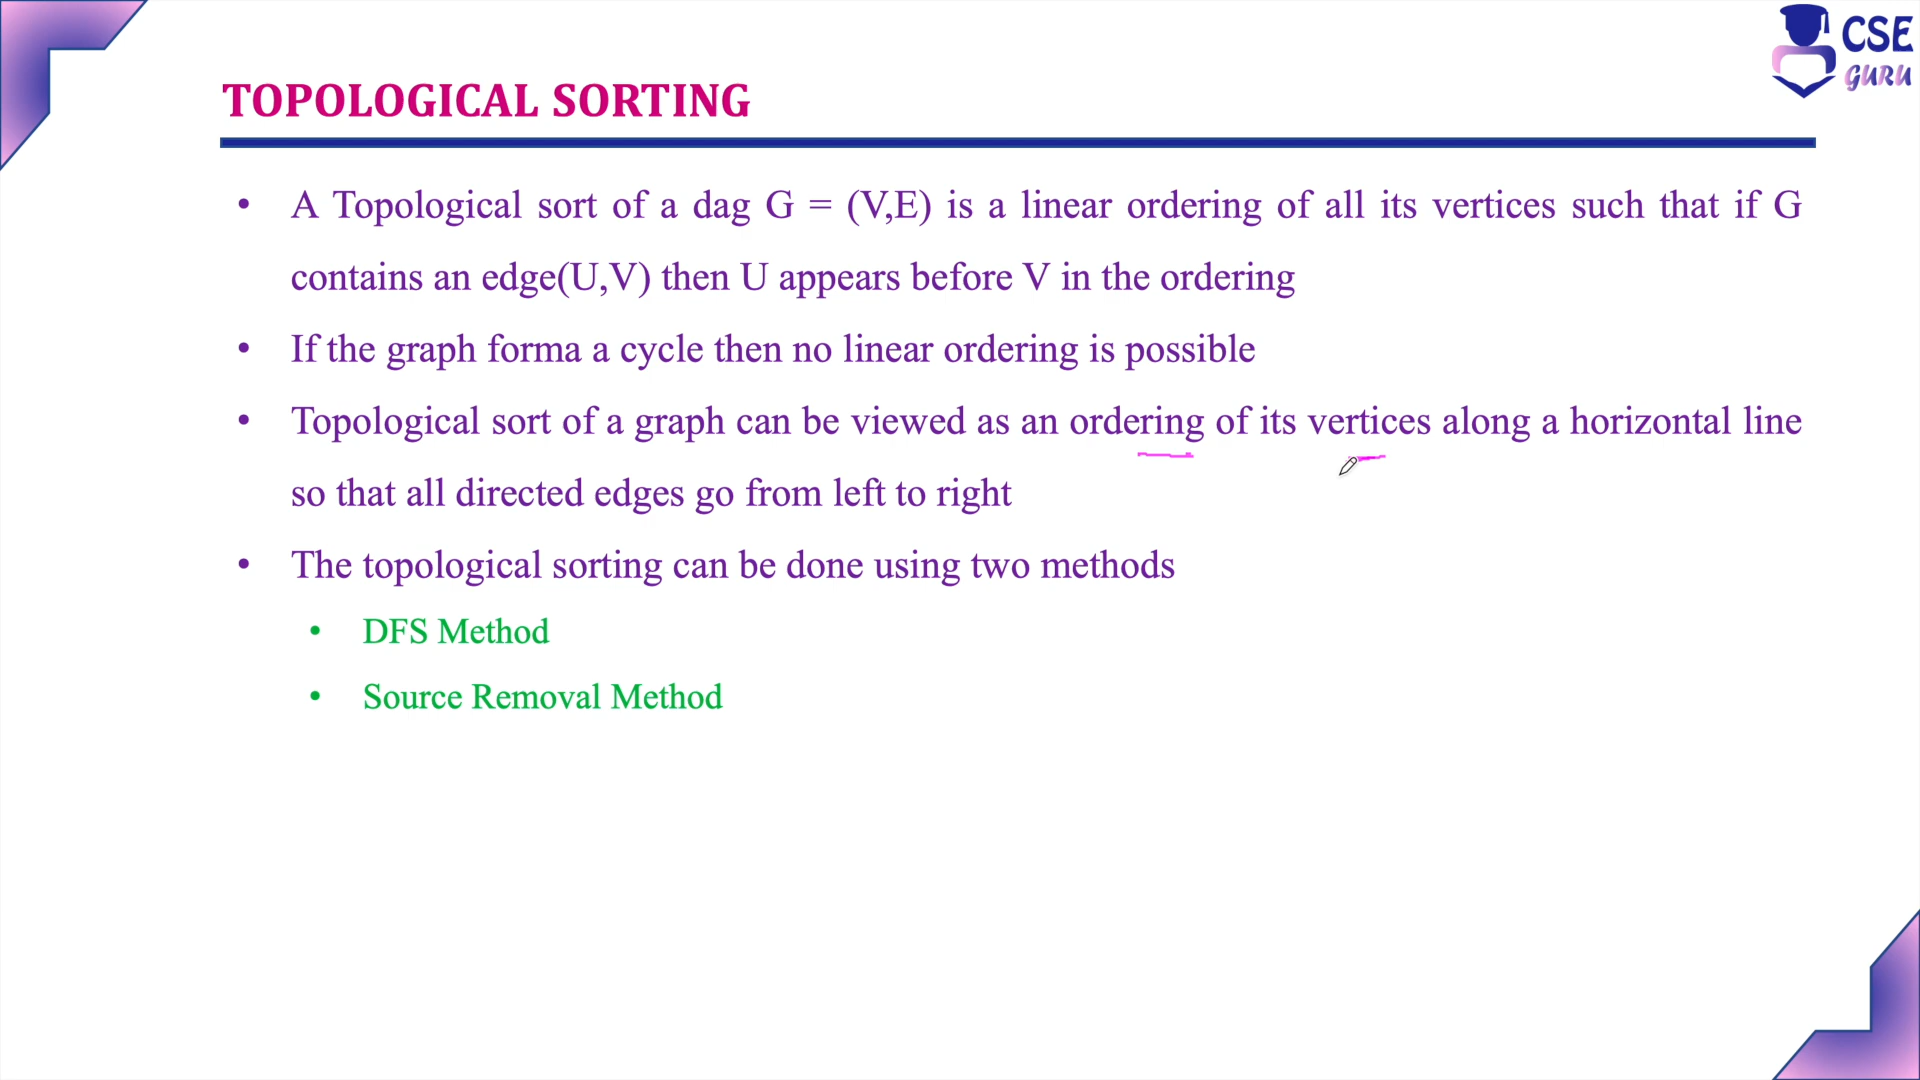 CSE
GURU
TOPOLOGICAL SORTING
• A Topological sort of a dag G = (V,E) is a linear ordering of all its vertices such that if G
contains an edge(U,V) then U appears before V in the ordering
• If the graph forma a cycle then no linear ordering is possible
• Topological sort of a graph can be viewed as an ordering of its vertices along a horizontal line
so that all directed edges go from left to right
• The topological sorting can be done using two methods
• DFS Method
• Source Removal Method